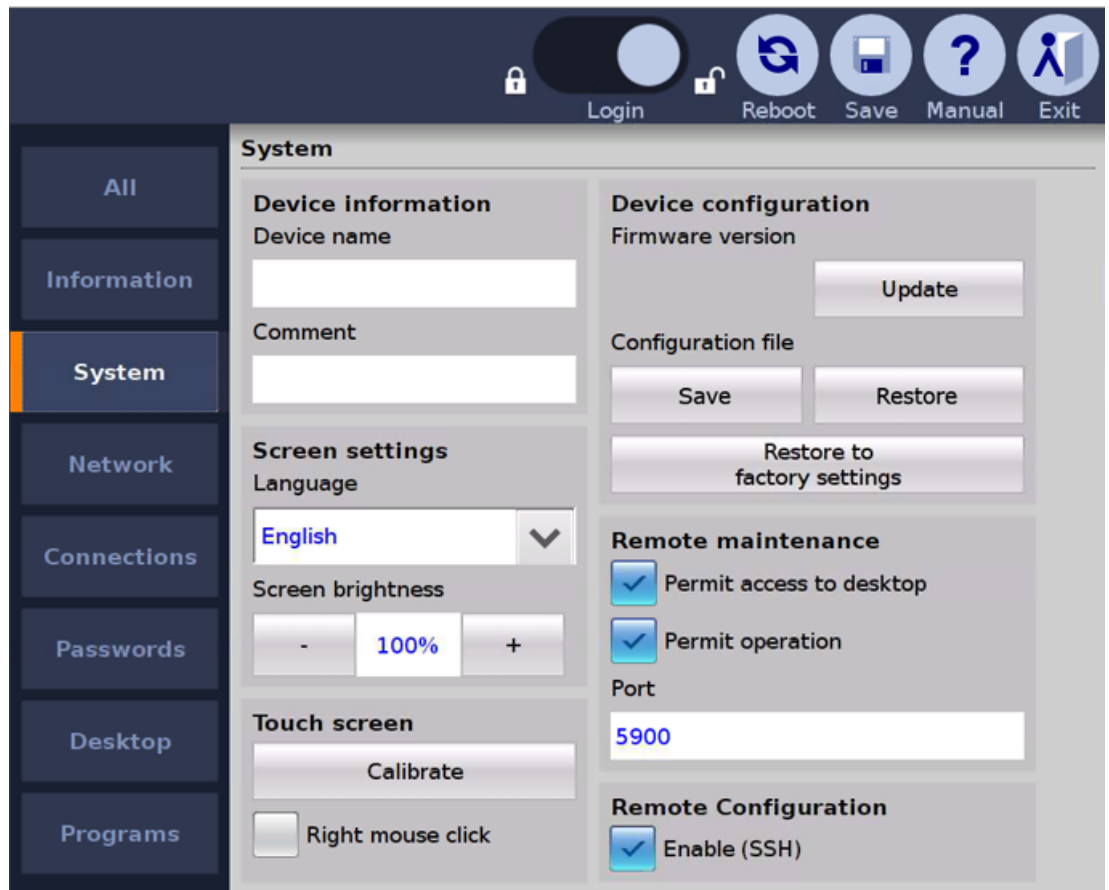 Login
Reboot
Save
Manual
Exit
All
Information
System
Network
Connections
Passwords
Desktop
Programs
System
Device information
Device name
Comment
Screen settings
Language
English
Screen brightness
- 100% +
Touch screen
Calibrate
Right mouse click
Device configuration
Firmware version
Update
Configuration file
Save
Restore
Restore to
factory settings
Remote maintenance
Permit access to desktop
Permit operation
Port
5900
Remote Configuration
Enable (SSH)